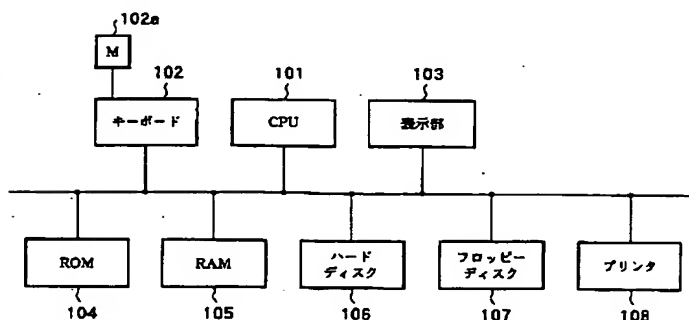 102a
M
102
101
103
キーボード
CPU
表示部
ROM
RAM
ハード
ディスク
フロッピー
ディスク
プリンタ
104
105
106
107
108